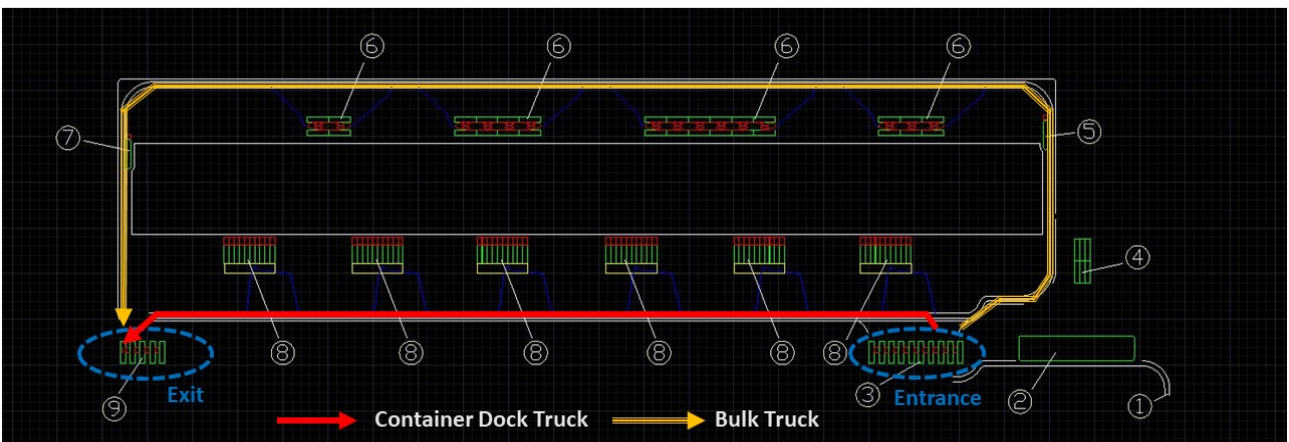 ⑥ ⑥ ⑥ ⑥
⑦ ⑤
④
⑧ ⑧ ⑧ ⑧ ⑧ ⑧
⑨ Exit ③ Entrance ② ①
Container Dock Truck Bulk Truck